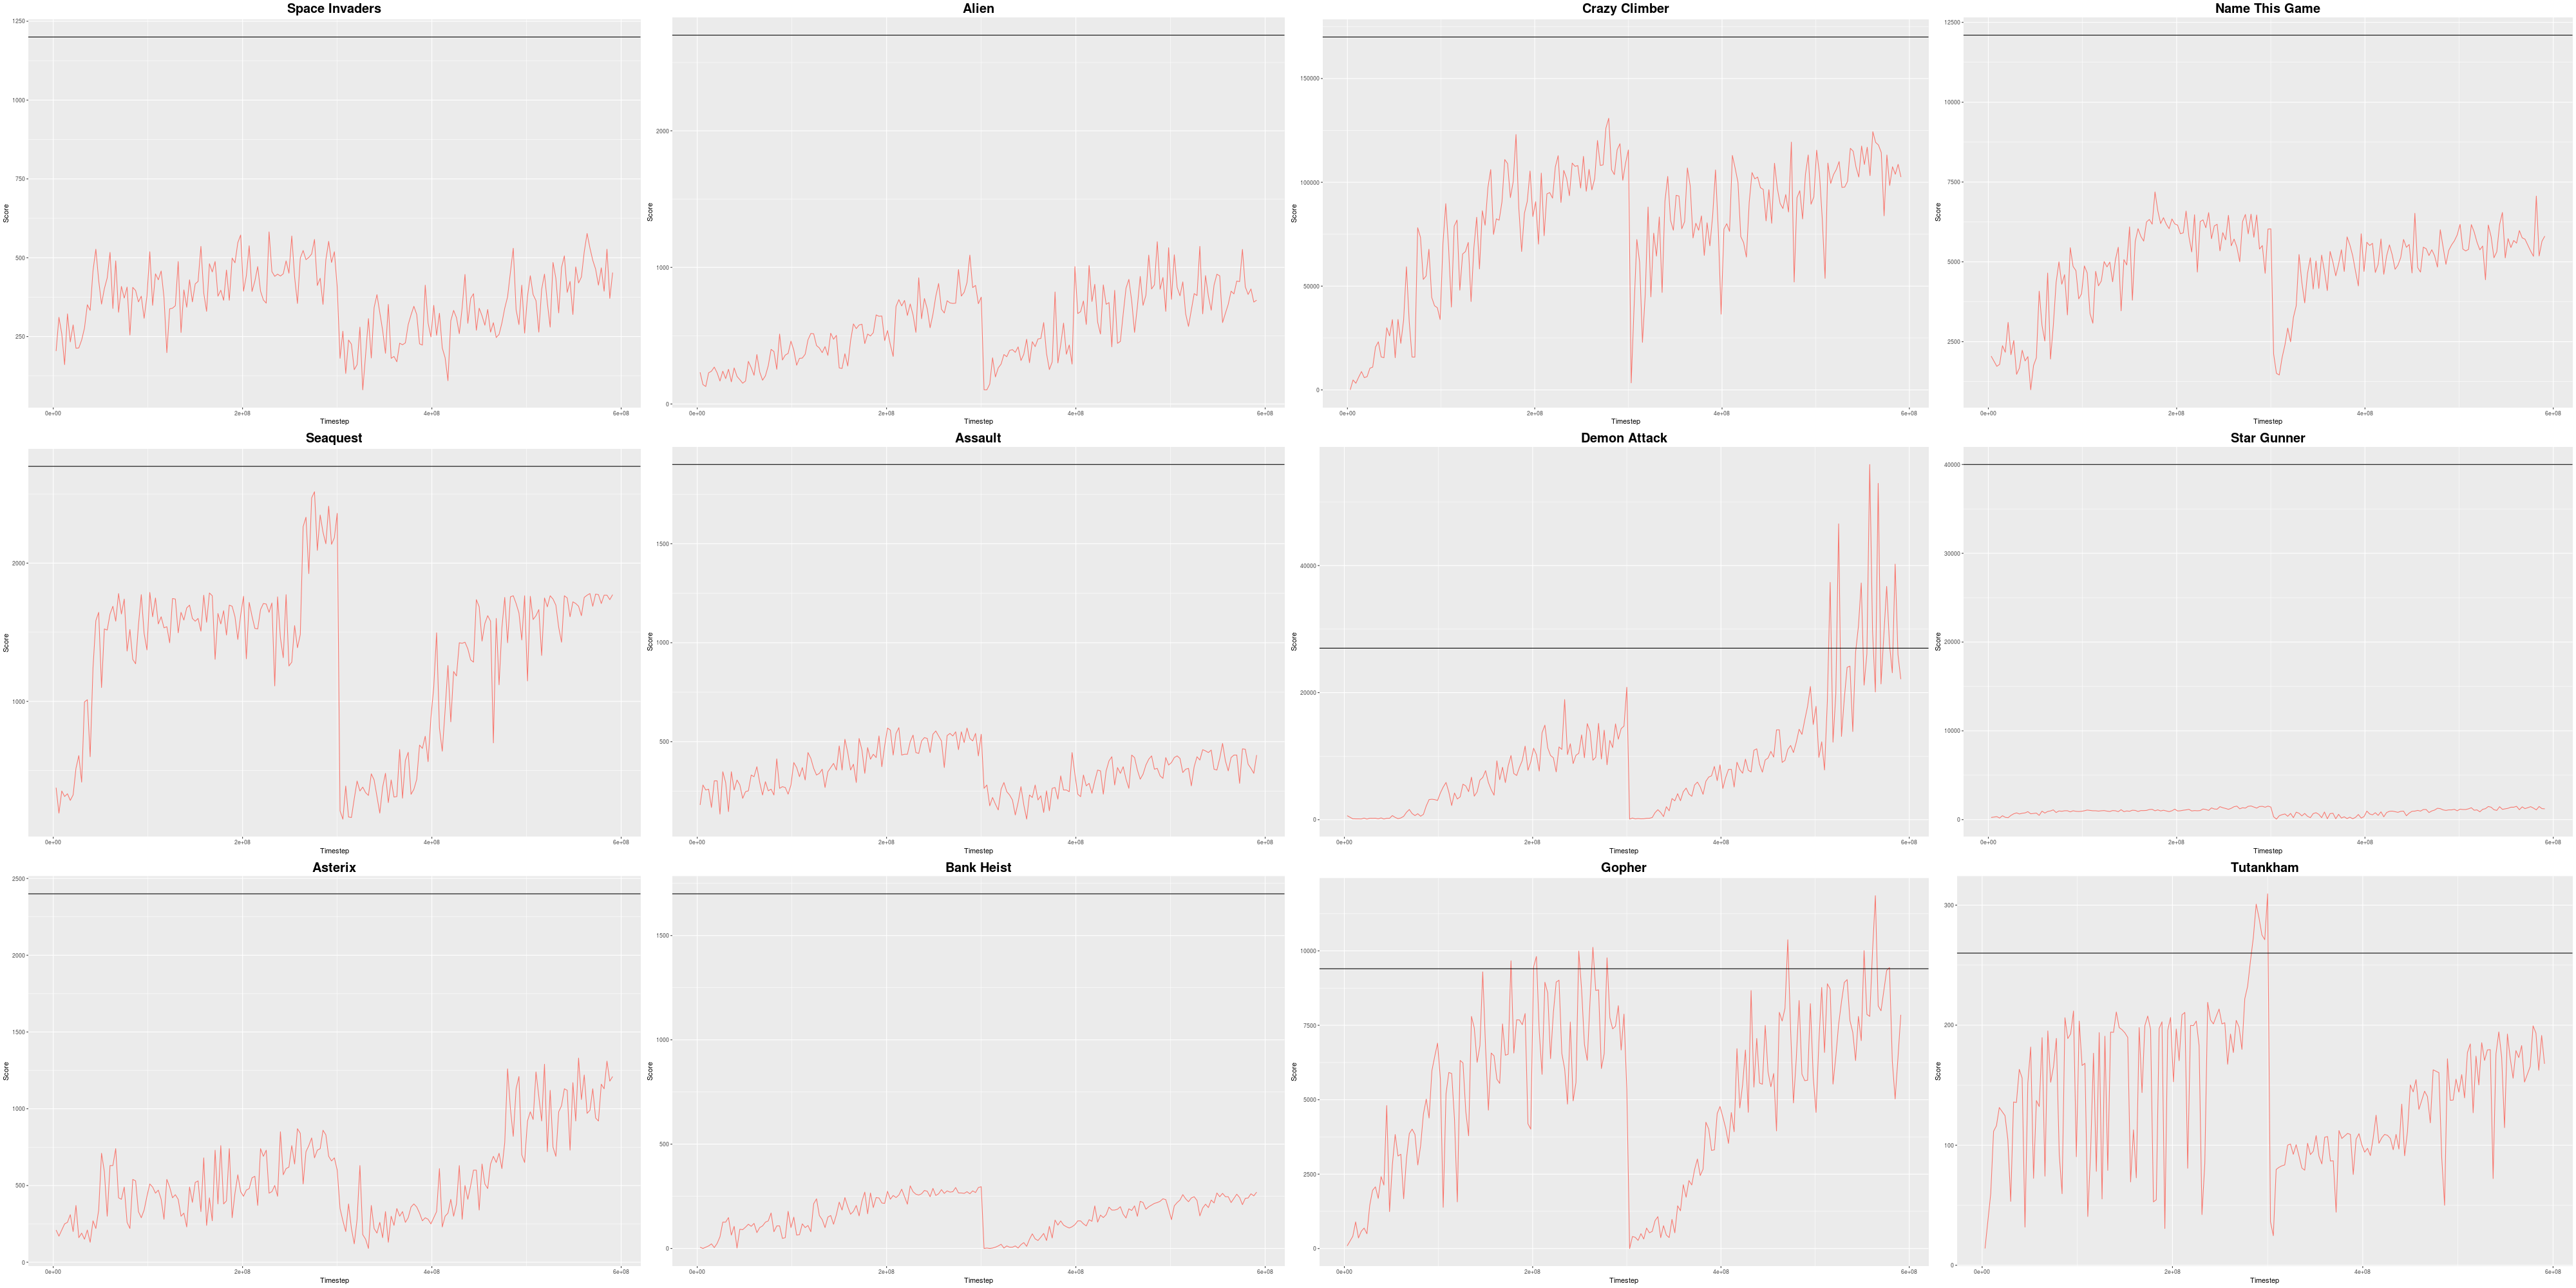 Space Invaders
1250
1000
750
500
250
Score
0e+00 2e+08 4e+08 6e+08
Timestep
Alien
2000
1000
0
Score
0e+00 2e+08 4e+08 6e+08
Timestep
Crazy Climber
150000
100000
50000
0
Score
0e+00 2e+08 4e+08 6e+08
Timestep
Name This Game
12500
10000
7500
5000
2500
Score
0e+00 2e+08 4e+08 6e+08
Timestep
Seaquest
2000
1000
Score
0e+00 2e+08 4e+08 6e+08
Timestep
Assault
1500
1000
500
Score
0e+00 2e+08 4e+08 6e+08
Timestep
Demon Attack
40000
20000
0
Score
0e+00 2e+08 4e+08 6e+08
Timestep
Star Gunner
40000
30000
20000
10000
0
Score
0e+00 2e+08 4e+08 6e+08
Timestep
Asterix
2500
2000
1500
1000
500
0
Score
0e+00 2e+08 4e+08 6e+08
Timestep
Bank Heist
1500
1000
500
0
Score
0e+00 2e+08 4e+08 6e+08
Timestep
Gopher
10000
7500
5000
2500
0
Score
0e+00 2e+08 4e+08 6e+08
Timestep
Tutankham
300
200
100
0
Score
0e+00 2e+08 4e+08 6e+08
Timestep